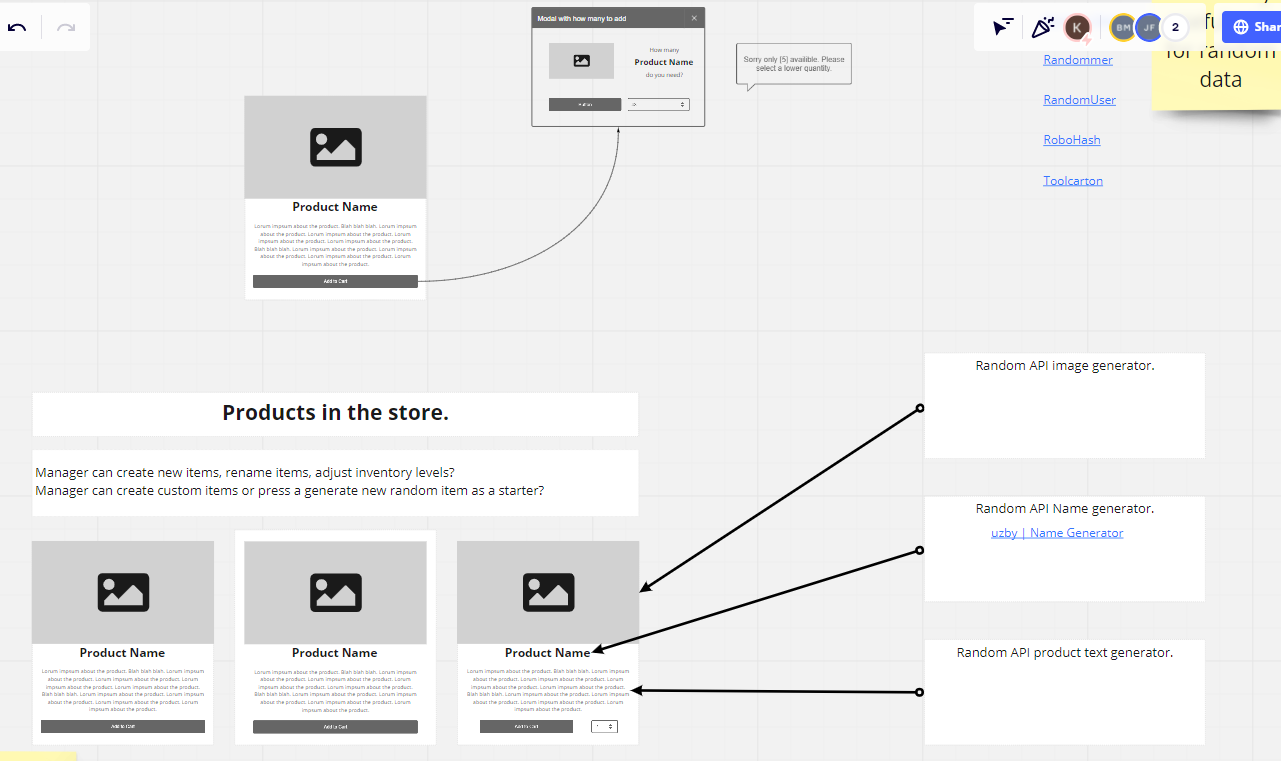 Modal with how many to add
How many
Product Name
do you need?
Button
Sorry only [5] availible. Please
select a lower quantity.
K
BM
JF
2
Shar
for random
data
Randommer
RandomUser
RoboHash
Toolcarton
Product Name
Lorum impsum about the product. Blah blah blah. Lorum impsum
about the product. Lorum impsum about the product. Lorum
impsum about the product. Lorum impsum about the product.
Blah blah blah. Lorum impsum about the product. Lorum impsum
about the product. Lorum impsum about the product. Lorum
impsum about the product.
Add to Cart
Products in the store.
Manager can create new items, rename items, adjust inventory levels?
Manager can create custom items or press a generate new random item as a starter?
Product Name
Lorum impsum about the product. Blah blah blah. Lorum impsum
about the product. Lorum impsum about the product. Lorum
impsum about the product. Lorum impsum about the product.
Blah blah blah. Lorum impsum about the product. Lorum impsum
about the product. Lorum impsum about the product. Lorum
impsum about the product.
Add to Cart
Product Name
Lorum impsum about the product. Blah blah blah. Lorum impsum
about the product. Lorum impsum about the product. Lorum
impsum about the product. Lorum impsum about the product.
Blah blah blah. Lorum impsum about the product. Lorum impsum
about the product. Lorum impsum about the product. Lorum
impsum about the product.
Add to Cart
Product Name
Lorum impsum about the product. Blah blah blah. Lorum impsum
about the product. Lorum impsum about the product. Lorum
impsum about the product. Lorum impsum about the product.
Blah blah blah. Lorum impsum about the product. Lorum impsum
about the product. Lorum impsum about the product. Lorum
impsum about the product.
Add to Cart
Random API image generator.
Random API Name generator.
uzby | Name Generator
Random API product text generator.